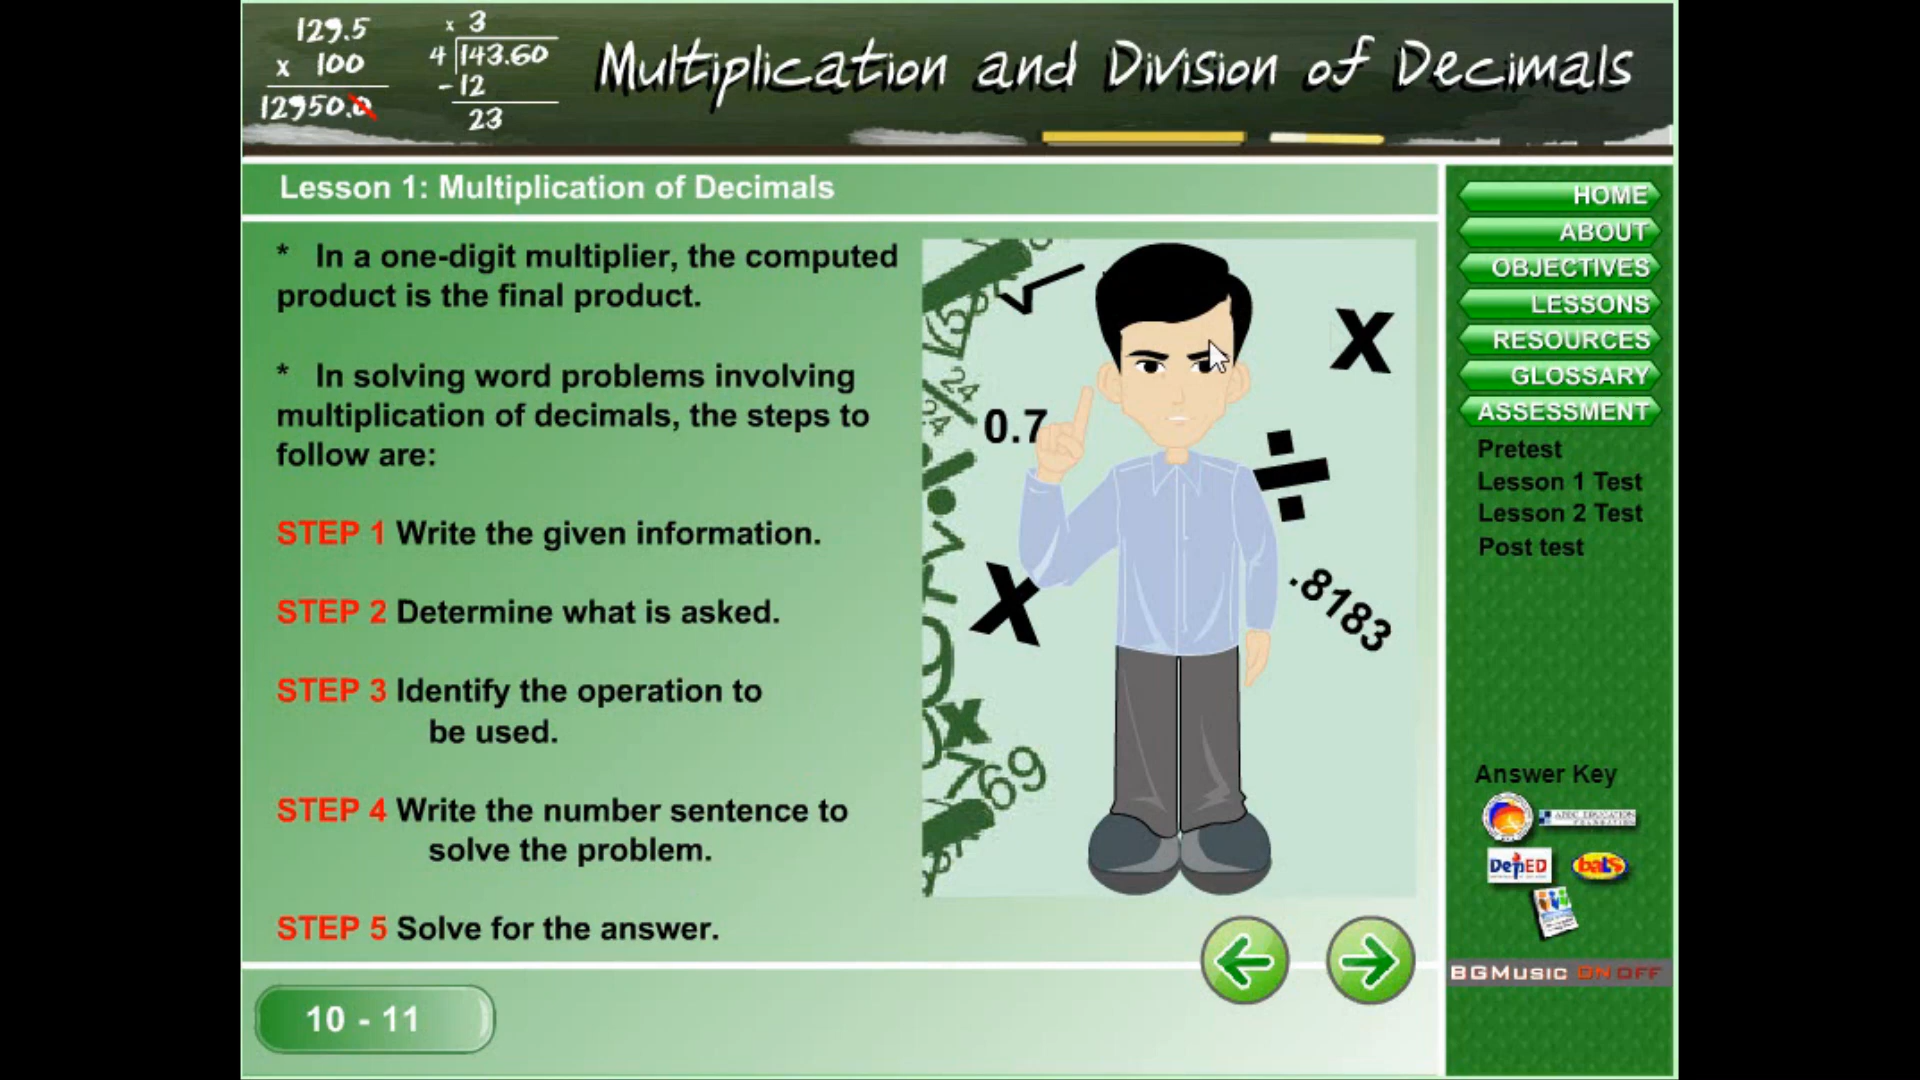 129.5
x 100
12950.0
x 3
4 143.60
-12
23
Multiplication and Division of Decimals
Lesson 1: Multiplication of Decimals
* In a one-digit multiplier, the computed
product is the final product.
* In solving word problems involving
multiplication of decimals, the steps to
follow are:
STEP 1 Write the given information.
STEP 2 Determine what is asked.
STEP 3 Identify the operation to
be used.
STEP 4 Write the number sentence to
solve the problem.
STEP 5 Solve for the answer.
x
0.7
÷
x
.8183
x
69
10 - 11
HOME
ABOUT
OBJECTIVES
LESSONS
RESOURCES
GLOSSARY
ASSESSMENT
Pretest
Lesson 1 Test
Lesson 2 Test
Post test
Answer Key
APEC EDUCATION
DepED
bals
BGMusic ON OFF